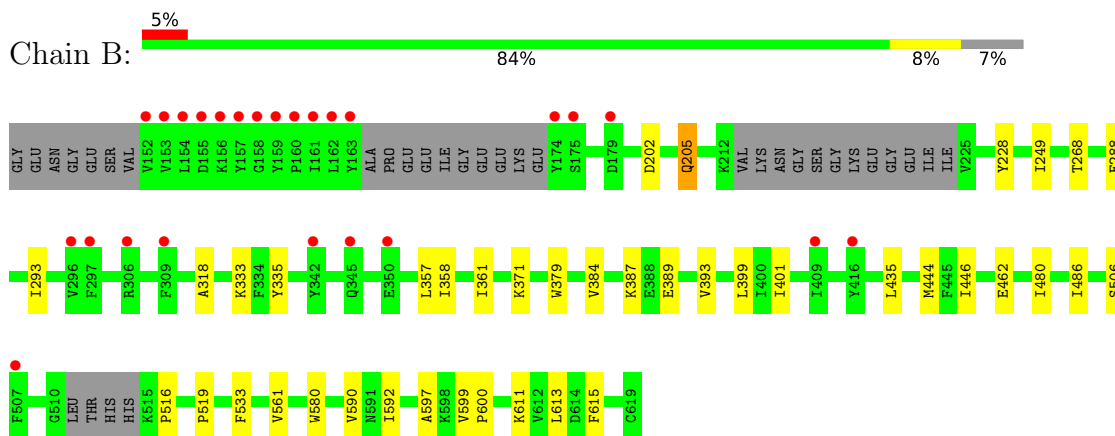 5%
Chain B:
84% 8% 7%
GLY GLU ASN GLY GLU SER VAL V152 V153 L154 D155 K156 Y157 G158 Y159 P160 I161 L162 Y163 ALA PRO GLU GLU ILE GLY GLU GLU LYS GLU Y174 S175 D179 D202 Q205 K212 VAL LYS ASN GLY SER GLY LYS GLU GLY GLU ILE ILE V225 Y228 I249 T268
I293 V296 F297 R306 F309 A318 K333 F334 Y335 Y342 Q345 E350 L357 I358 I361 K371 W379 V384 K387 E388 E389 V393 L399 I400 I401 I409 Y416 L435 M444 F445 I446 E462 I480 I486 S506
F507 G510 LEU THR HIS HIS K515 P516 P519 F533 V561 W580 V590 N591 I592 A597 K598 V599 P600 K611 V612 L613 D614 F615 C619